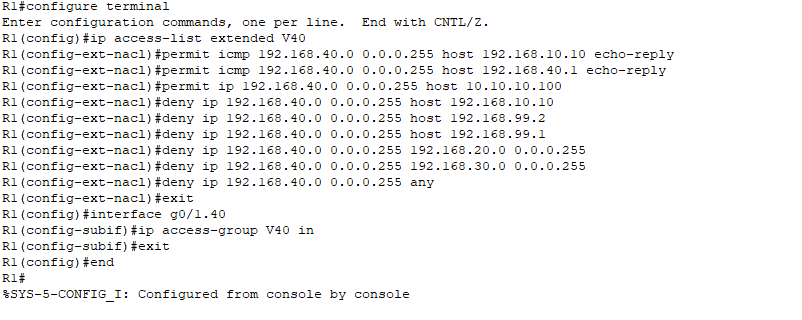 R1#configure terminal
Enter configuration commands, one per line.  End with CNTL/Z.
R1(config)#ip access-list extended V40
R1(config-ext-nacl)#permit icmp 192.168.40.0 0.0.0.255 host 192.168.10.10 echo-reply
R1(config-ext-nacl)#permit icmp 192.168.40.0 0.0.0.255 host 192.168.40.1 echo-reply
R1(config-ext-nacl)#permit ip 192.168.40.0 0.0.0.255 host 10.10.10.100
R1(config-ext-nacl)#deny ip 192.168.40.0 0.0.0.255 host 192.168.10.10
R1(config-ext-nacl)#deny ip 192.168.40.0 0.0.0.255 host 192.168.99.2
R1(config-ext-nacl)#deny ip 192.168.40.0 0.0.0.255 host 192.168.99.1
R1(config-ext-nacl)#deny ip 192.168.40.0 0.0.0.255 192.168.20.0 0.0.0.255
R1(config-ext-nacl)#deny ip 192.168.40.0 0.0.0.255 192.168.30.0 0.0.0.255
R1(config-ext-nacl)#deny ip 192.168.40.0 0.0.0.255 any
R1(config-ext-nacl)#exit
R1(config)#interface g0/1.40
R1(config-subif)#ip access-group V40 in
R1(config-subif)#exit
R1(config)#end
R1#
%SYS-5-CONFIG_I: Configured from console by console